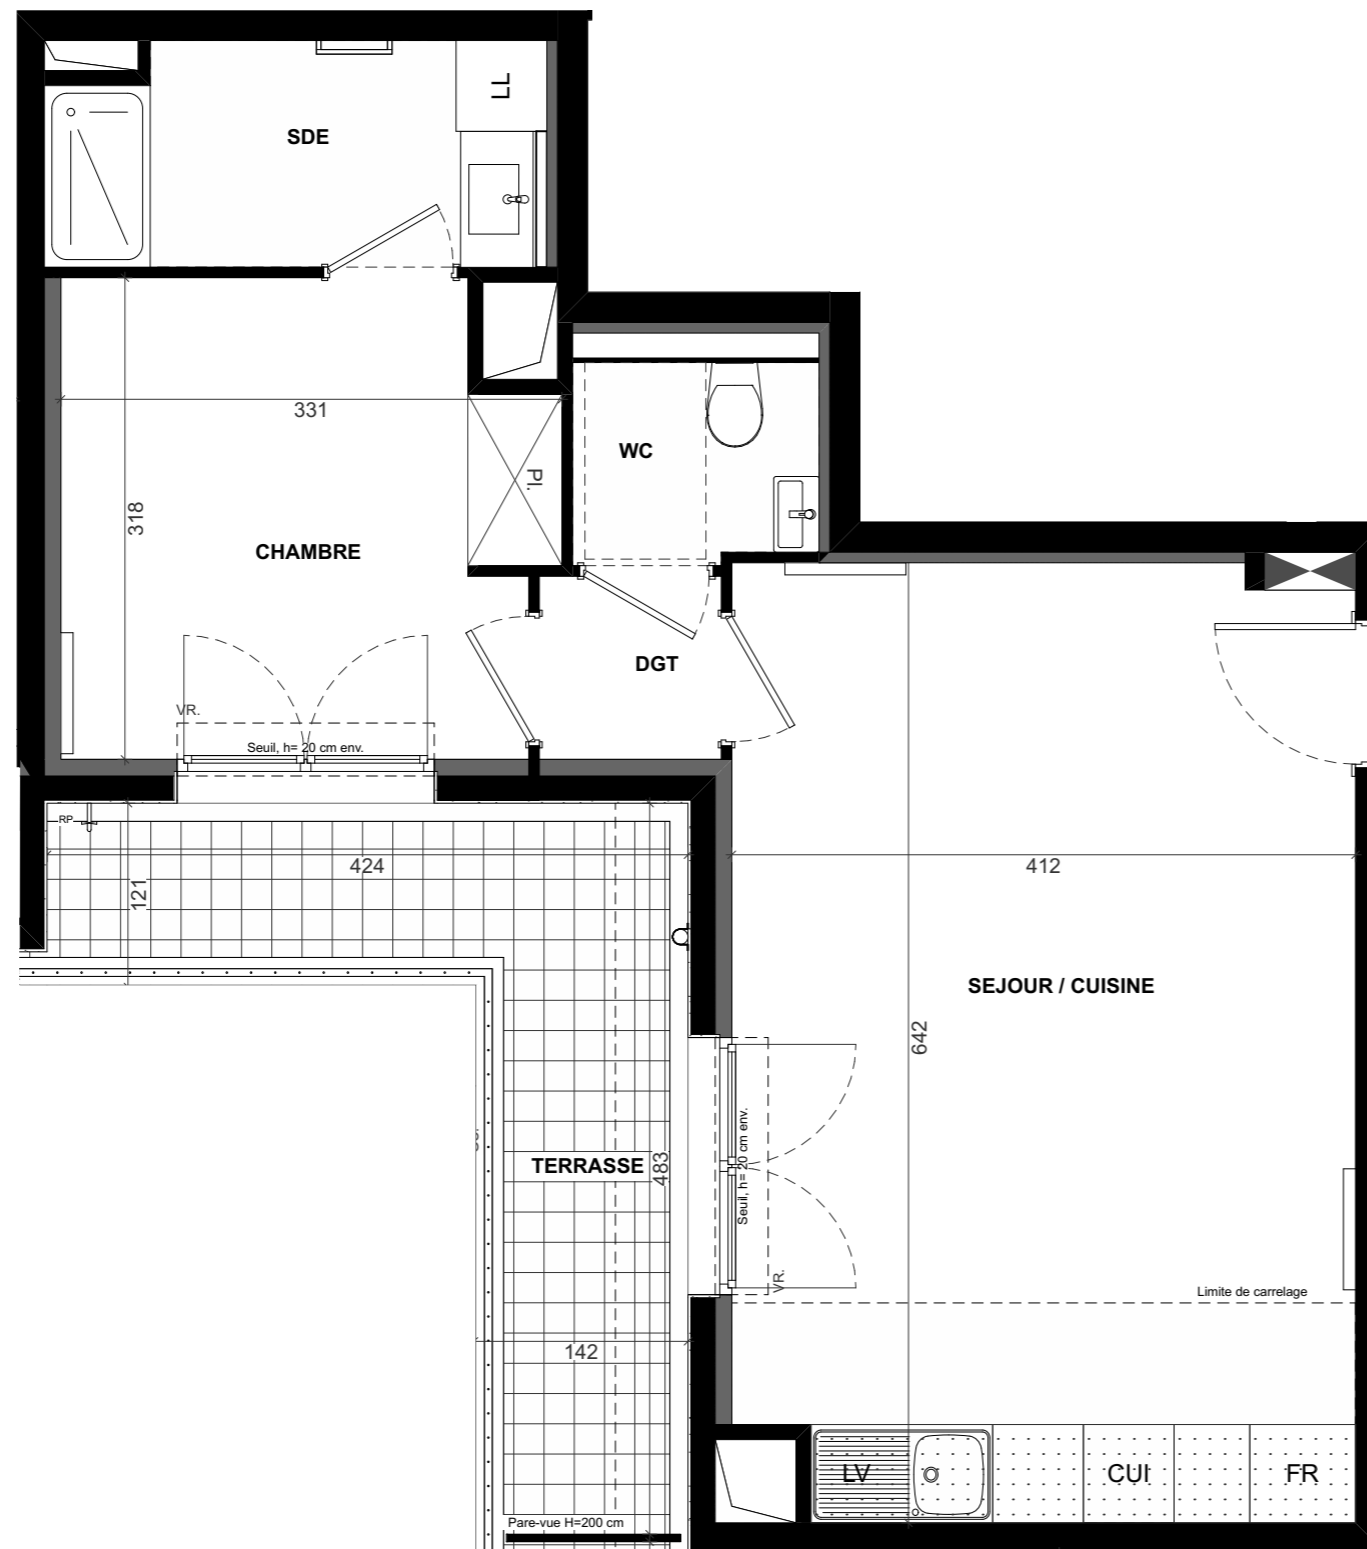 LL
SDE
331
WC
Pl.
318
CHAMBRE
DGT
VR.
Seuil, h= 20 cm env.
RP
424
412
121
SEJOUR / CUISINE
642
Seuil, h= 20 cm env.
TERRASSE
483
VR.
Limite de carrelage
142
LV
CUI
FR
Pare-vue H=200 cm